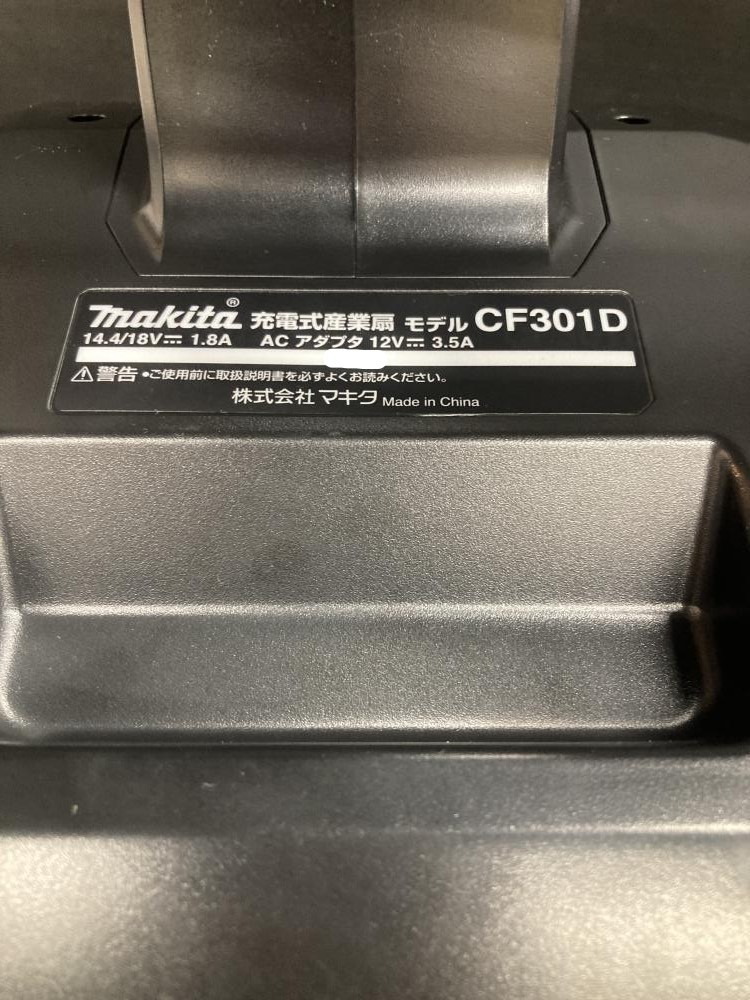 makita® 充電式産業扇 モデル CF301D
14.4/18V⎓ 1.8A ACアダプタ 12V⎓ 3.5A
⚠警告 •ご使用前に取扱説明書を必ずよくお読みください。
株式会社マキタ Made in China